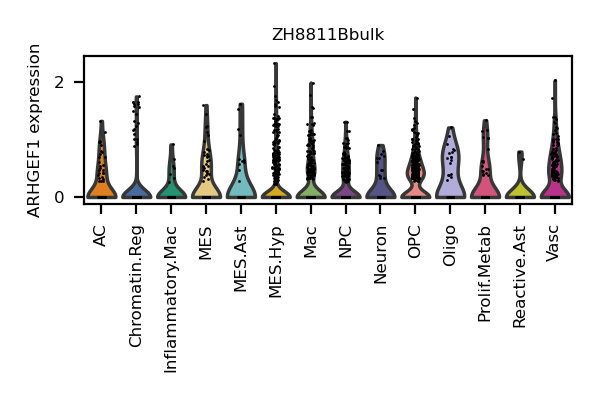 ZH8811Bbulk
ARHGEF1 expression
2
0
AC
Chromatin.Reg
Inflammatory.Mac
MES
MES.Ast
MES.Hyp
Mac
NPC
Neuron
OPC
Oligo
Prolif.Metab
Reactive.Ast
Vasc